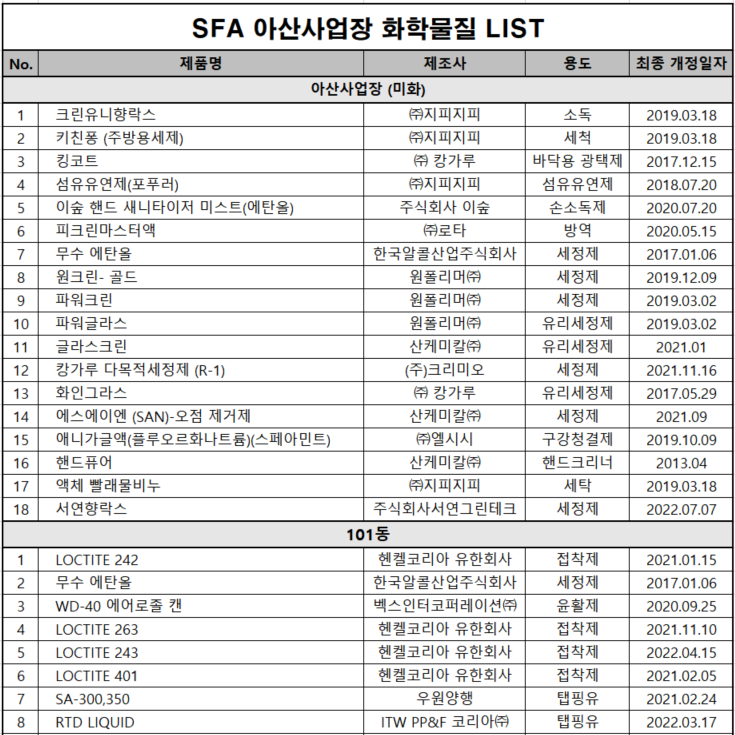 SFA 아산사업장 화학물질 LIST
No. 제품명 제조사 용도 최종 개정일자
아산사업장 (미화)
1 크린유니향락스 ㈜지피지피 소독 2019.03.18
2 키친퐁 (주방용세제) ㈜지피지피 세척 2019.03.18
3 킹코트 ㈜ 캉가루 바닥용 광택제 2017.12.15
4 섬유유연제(포푸러) ㈜지피지피 섬유유연제 2018.07.20
5 이숲 핸드 새니타이저 미스트(에탄올) 주식회사 이숲 손소독제 2020.07.20
6 피크린마스터액 ㈜로타 방역 2020.05.15
7 무수 에탄올 한국알콜산업주식회사 세정제 2017.01.06
8 원크린- 골드 원폴리머㈜ 세정제 2019.12.09
9 파워크린 원폴리머㈜ 세정제 2019.03.02
10 파워글라스 원폴리머㈜ 유리세정제 2019.03.02
11 글라스크린 산케미칼㈜ 유리세정제 2021.01
12 캉가루 다목적세정제 (R-1) (주)크리미오 세정제 2021.11.16
13 화인그라스 ㈜ 캉가루 유리세정제 2017.05.29
14 에스에이엔 (SAN)-오점 제거제 산케미칼㈜ 세정제 2021.09
15 애니가글액(플루오르화나트륨)(스페아민트) ㈜엘시시 구강청결제 2019.10.09
16 핸드퓨어 산케미칼㈜ 핸드크리너 2013.04
17 액체 빨래물비누 ㈜지피지피 세탁 2019.03.18
18 서연향락스 주식회사서연그린테크 세정제 2022.07.07
101동
1 LOCTITE 242 헨켈코리아 유한회사 접착제 2021.01.15
2 무수 에탄올 한국알콜산업주식회사 세정제 2017.01.06
3 WD-40 에어로졸 캔 벡스인터코퍼레이션㈜ 윤활제 2020.09.25
4 LOCTITE 263 헨켈코리아 유한회사 접착제 2021.11.10
5 LOCTITE 243 헨켈코리아 유한회사 접착제 2022.04.15
6 LOCTITE 401 헨켈코리아 유한회사 접착제 2021.02.05
7 SA-300,350 우원양행 탭핑유 2021.02.24
8 RTD LIQUID ITW PP&F 코리아㈜ 탭핑유 2022.03.17